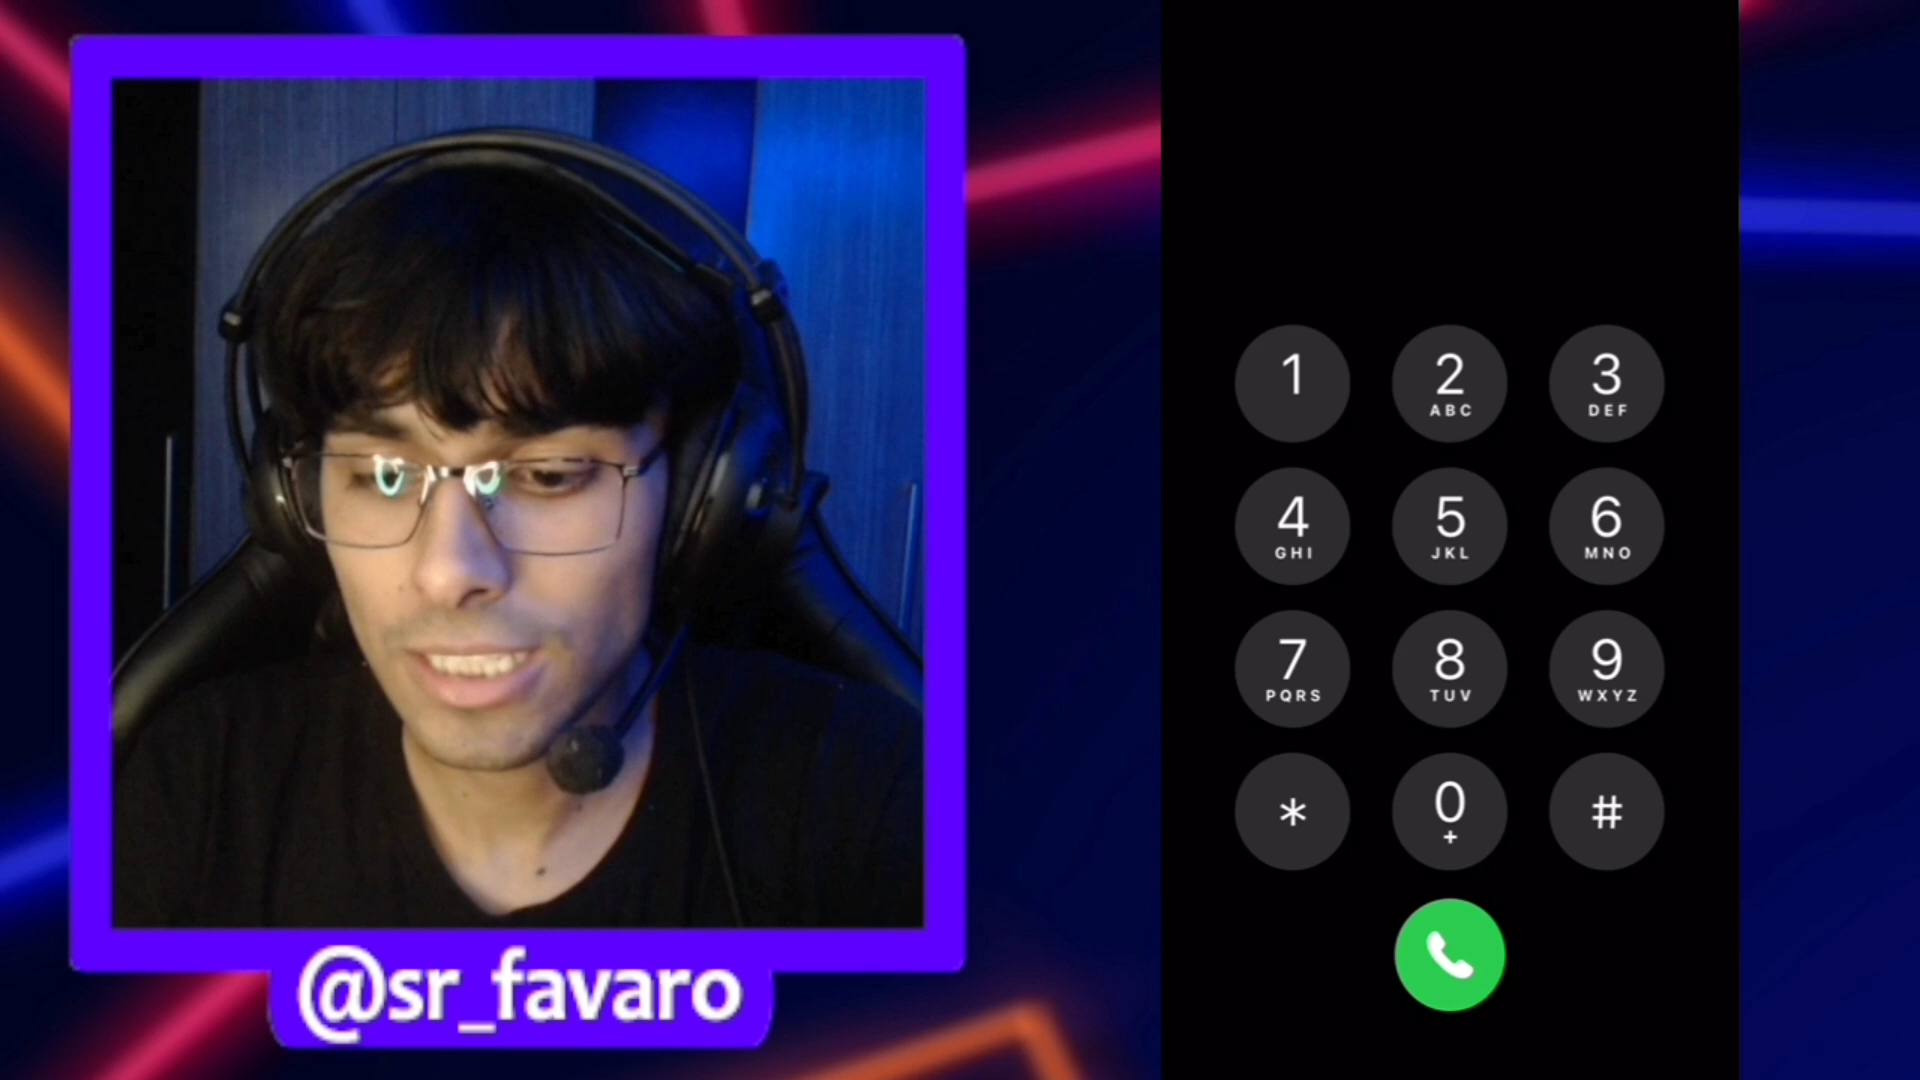 @sr_favaro
1 2 3
ABC DEF
4 5 6
GHI JKL MNO
7 8 9
PQRS TUV WXYZ
* 0 #
+